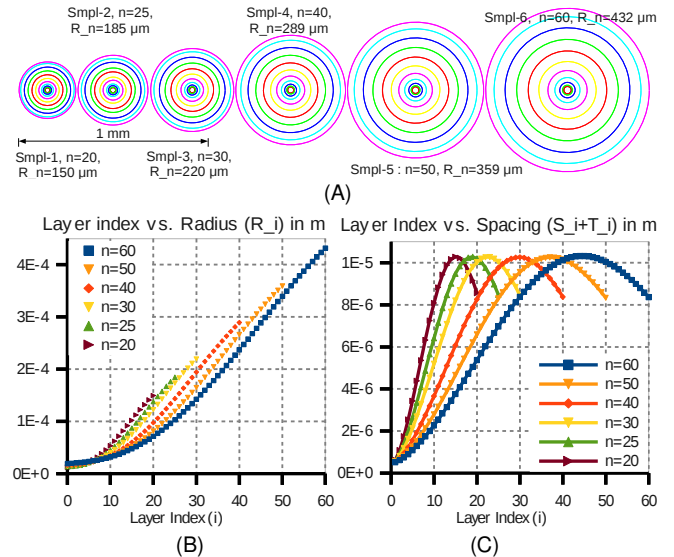 Smpl-2, n=25,
R_n=185 µm
Smpl-4, n=40,
R_n=289 µm
Smpl-6, n=60, R_n=432 µm
1 mm
Smpl-1, n=20,
R_n=150 µm
Smpl-3, n=30,
R_n=220 µm
Smpl-5 : n=50, R_n=359 µm
(A)
Layer index vs. Radius (R_i) in m
4E-4
3E-4
2E-4
1E-4
0E+0
n=60
n=50
n=40
n=30
n=25
n=20
0 10 20 30 40 50 60
Layer Index (i)
(B)
Layer Index vs. Spacing (S_i+T_i) in m
1E-5
8E-6
6E-6
4E-6
2E-6
0E+0
n=60
n=50
n=40
n=30
n=25
n=20
0 10 20 30 40 50 60
Layer Index (i)
(C)